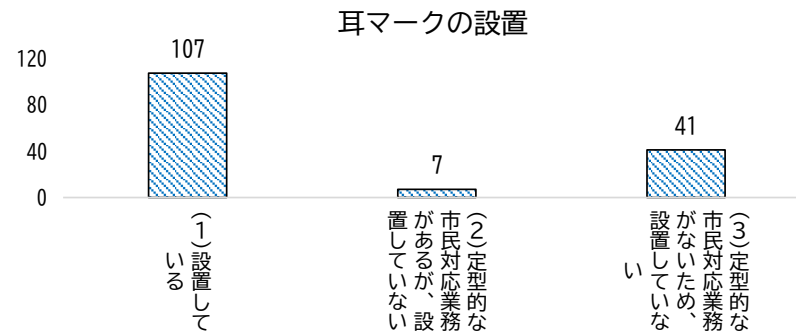 耳マークの設置
120
80
40
0
107
7
41
（１）設置して
いる
（２）定型的な
市民対応業務
があるが、設
置していない
（３）定型的な
市民対応業務
がないため、
設置していな
い